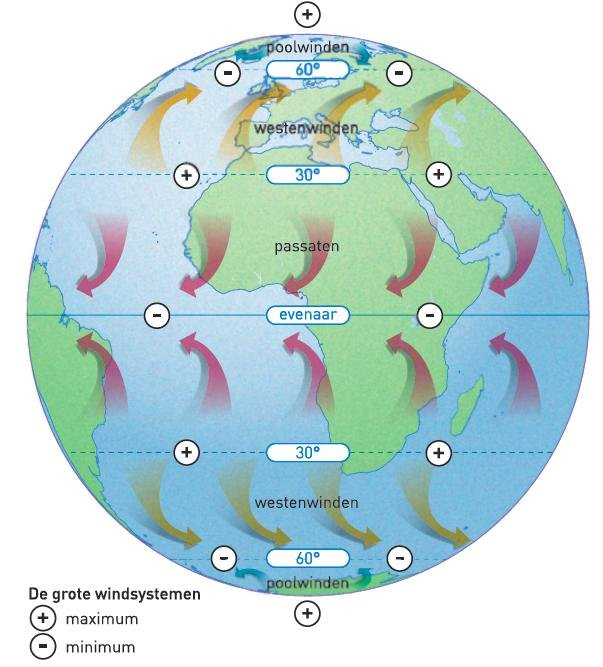 +
poolwinden
60°
- -
westenwinden
+ 30° +
passaten
- evenaar -
+ 30° +
westenwinden
- 60° -
poolwinden
+
De grote windsystemen
+ maximum
- minimum